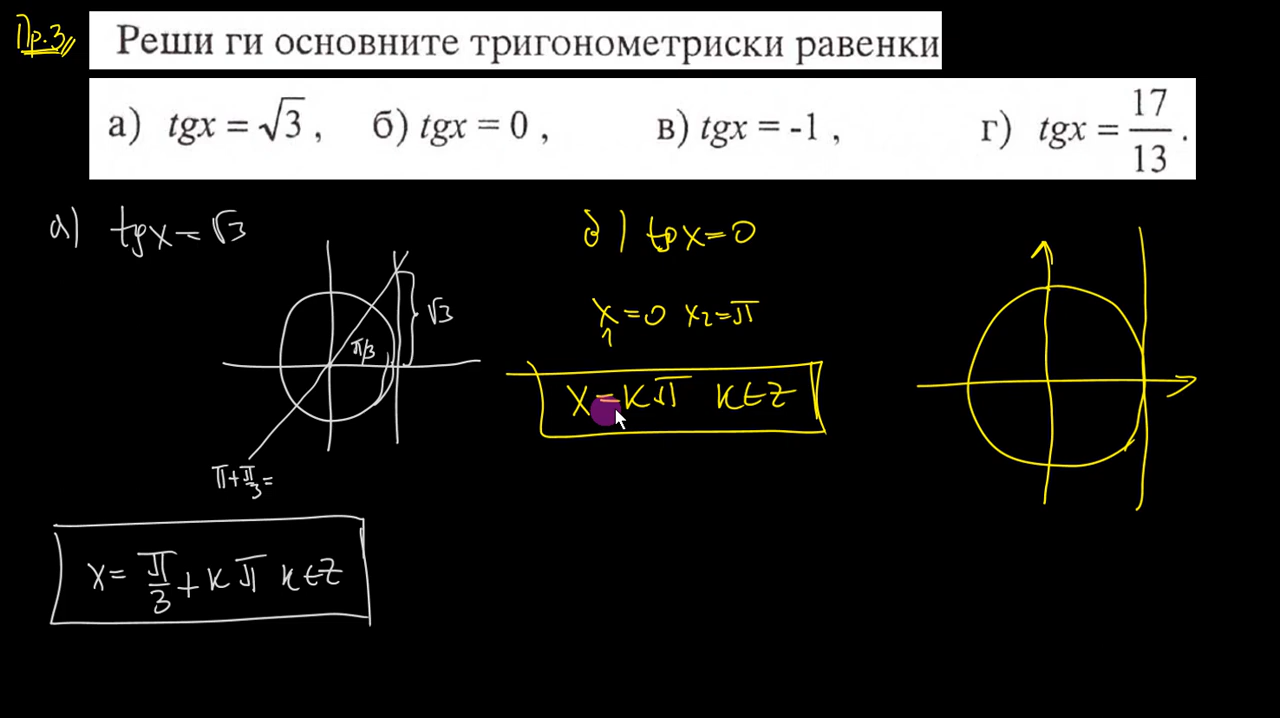 Пр.3
Реши ги основните тригонометриски равенки
а) tgx = √3 , б) tgx = 0 , в) tgx = -1 , г) tgx = 17/13 .
а) tgx = √3
√3
π/3
π + π/3 =
x = π/3 + kπ k∈Z
б) tgx = 0
x₁ = 0 x₂ = π
x = kπ k∈Z